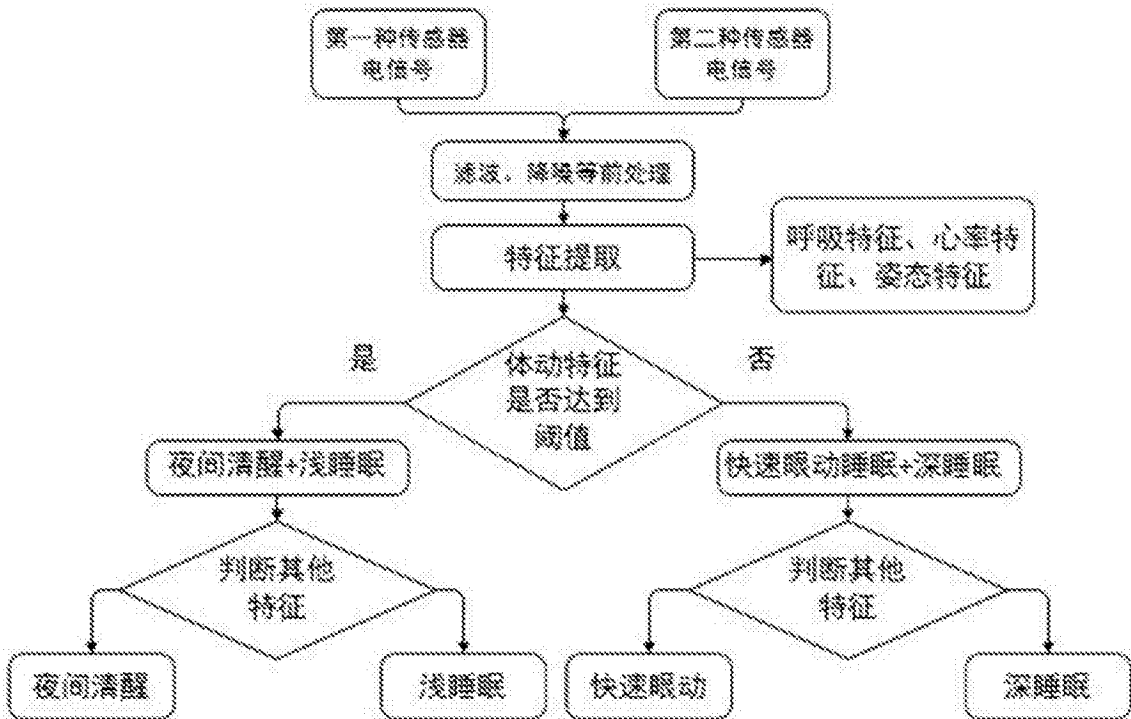 第一种传感器
电信号
第二种传感器
电信号
滤波、降噪等前处理
特征提取
呼吸特征、心率特
征、姿态特征
是
体动特征
是否达到
阈值
否
夜间清醒+浅睡眠
快速眼动睡眠+深睡眠
判断其他
特征
判断其他
特征
夜间清醒
浅睡眠
快速眼动
深睡眠